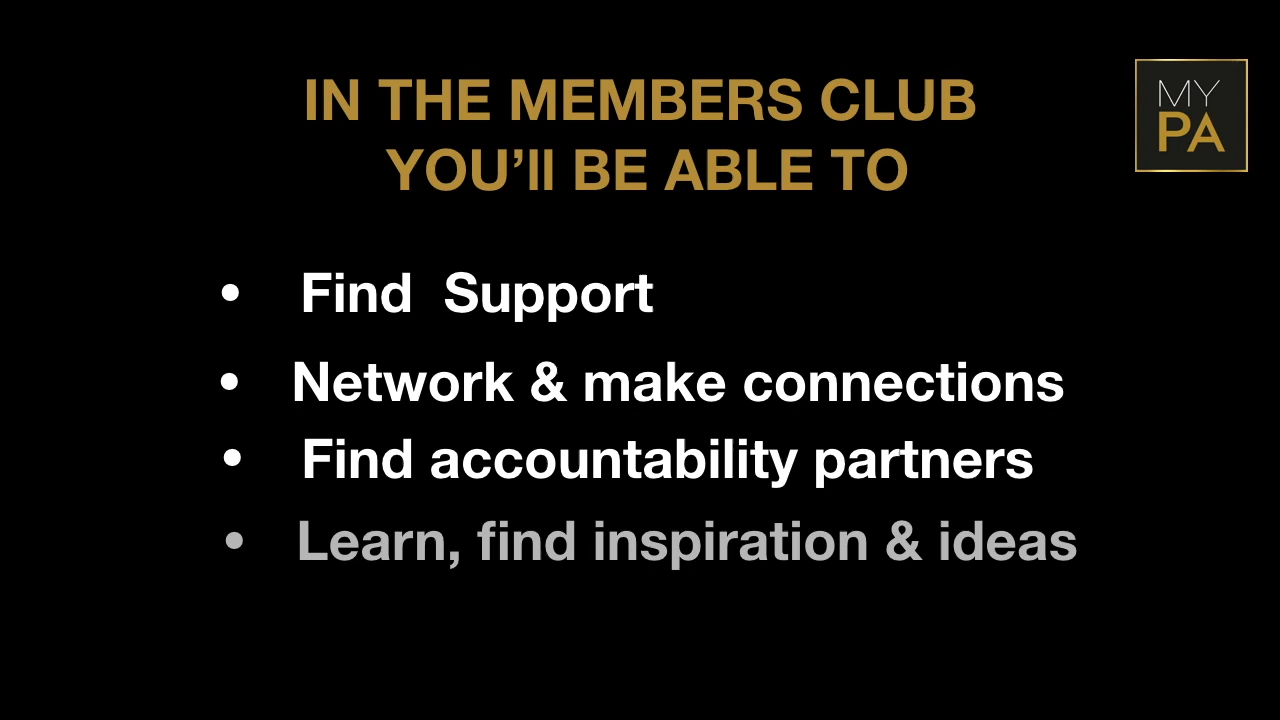 IN THE MEMBERS CLUB
YOU’ll BE ABLE TO
MY
PA
• Find  Support
• Network & make connections
• Find accountability partners
• Learn, find inspiration & ideas